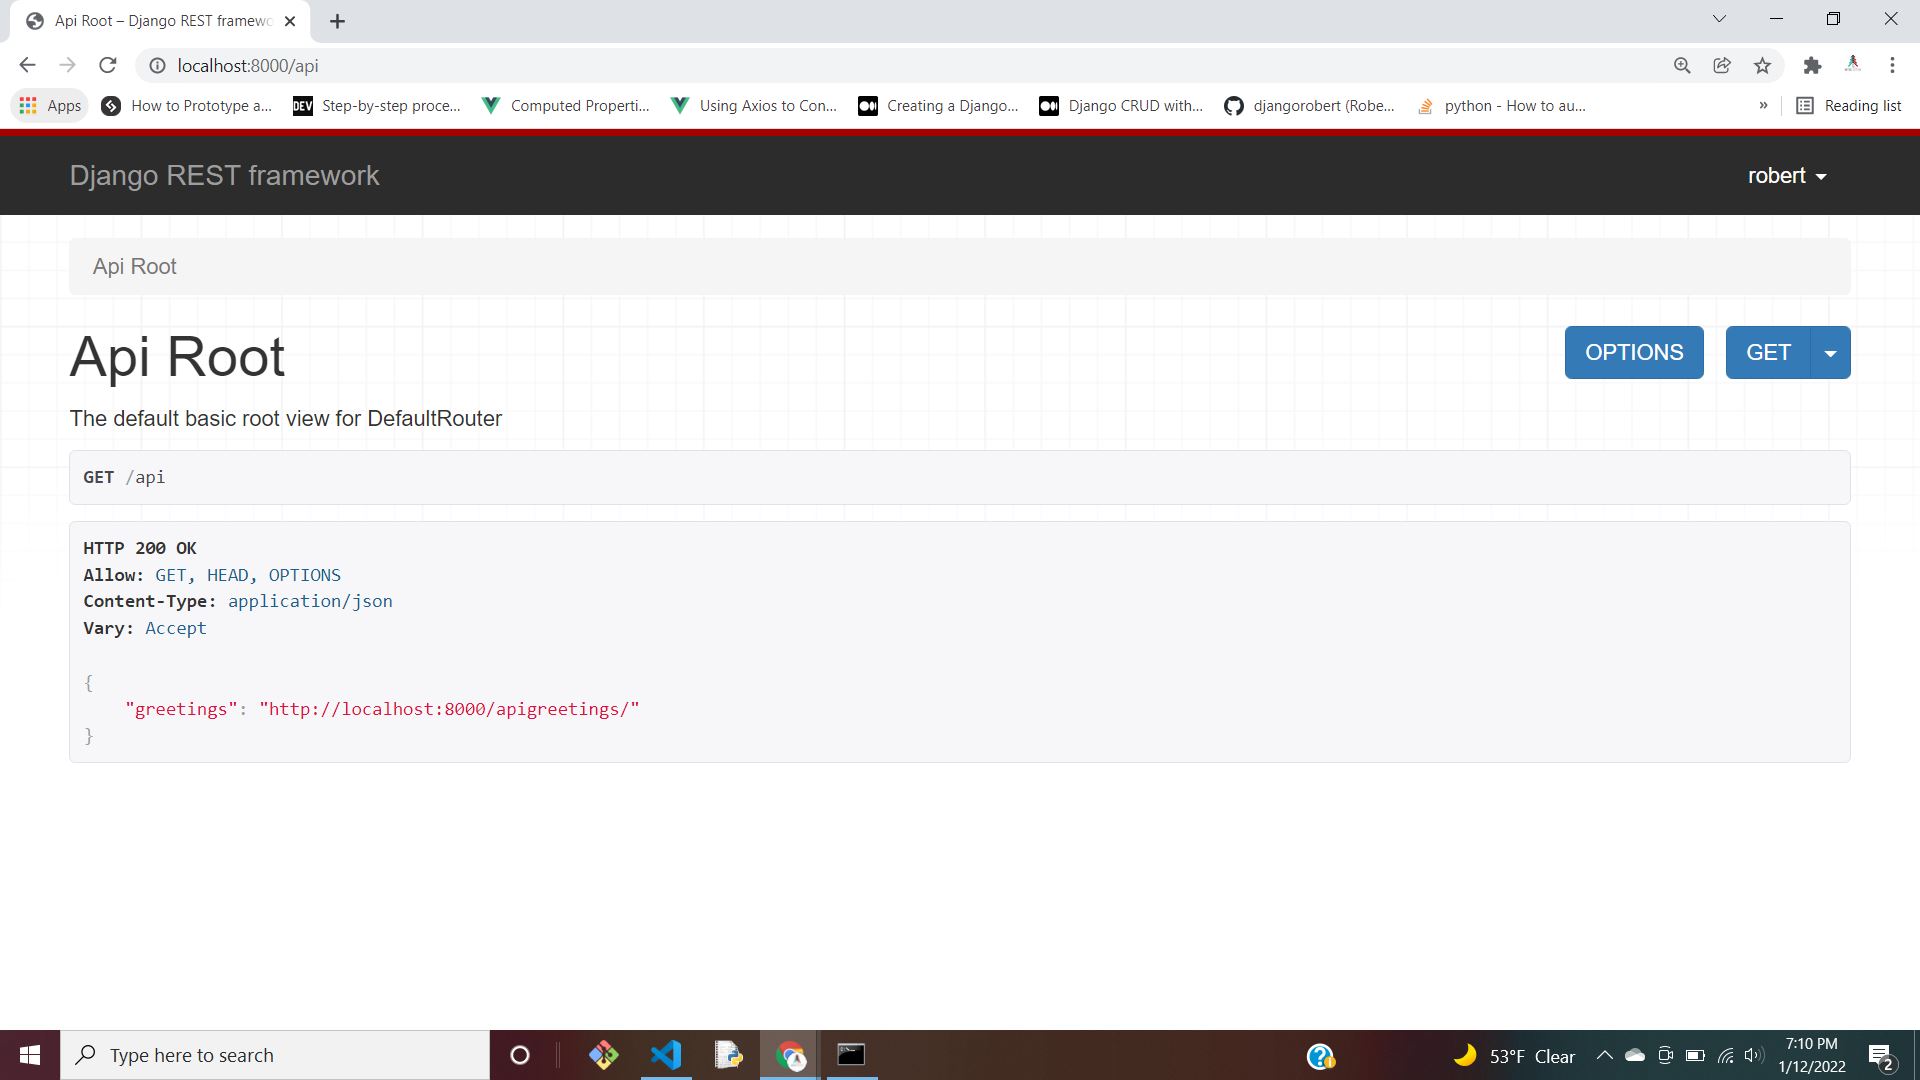 Api Root – Django REST framewo
localhost:8000/api
Apps
How to Prototype a...
DEV
Step-by-step proce...
Computed Properti...
Using Axios to Con...
Creating a Django...
Django CRUD with...
djangorobert (Robe...
python - How to au...
»
Reading list
Django REST framework
robert
Api Root
Api Root
OPTIONS
GET
The default basic root view for DefaultRouter
GET /api
HTTP 200 OK
Allow: GET, HEAD, OPTIONS
Content-Type: application/json
Vary: Accept
{
"greetings": "http://localhost:8000/apigreetings/"
}
Type here to search
53°F Clear
7:10 PM
1/12/2022
2